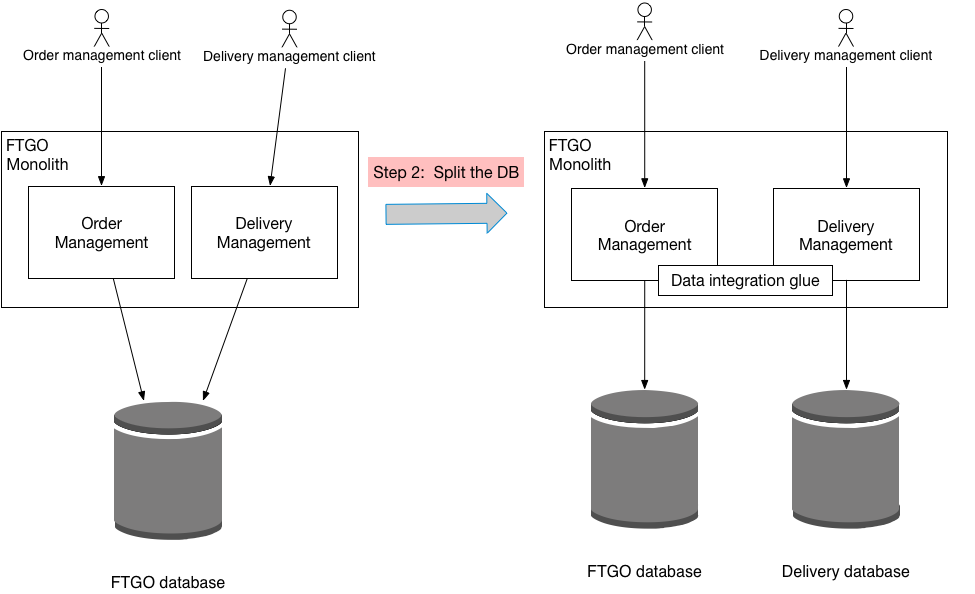 Order management client
Delivery management client
FTGO
Monolith
Order
Management
Delivery
Management
FTGO database
Step 2:  Split the DB
Order management client
Delivery management client
FTGO
Monolith
Order
Management
Delivery
Management
Data integration glue
FTGO database
Delivery database